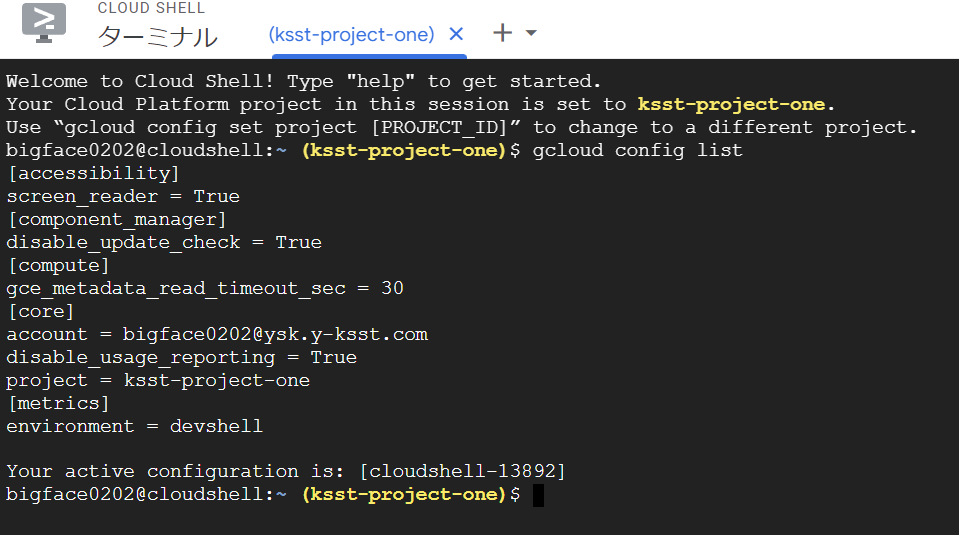 CLOUD SHELL
ターミナル
(ksst-project-one)
Welcome to Cloud Shell! Type "help" to get started.
Your Cloud Platform project in this session is set to ksst-project-one.
Use “gcloud config set project [PROJECT_ID]” to change to a different project.
bigface0202@cloudshell:~ (ksst-project-one)$ gcloud config list
[accessibility]
screen_reader = True
[component_manager]
disable_update_check = True
[compute]
gce_metadata_read_timeout_sec = 30
[core]
account = bigface0202@ysk.y-ksst.com
disable_usage_reporting = True
project = ksst-project-one
[metrics]
environment = devshell
Your active configuration is: [cloudshell-13892]
bigface0202@cloudshell:~ (ksst-project-one)$